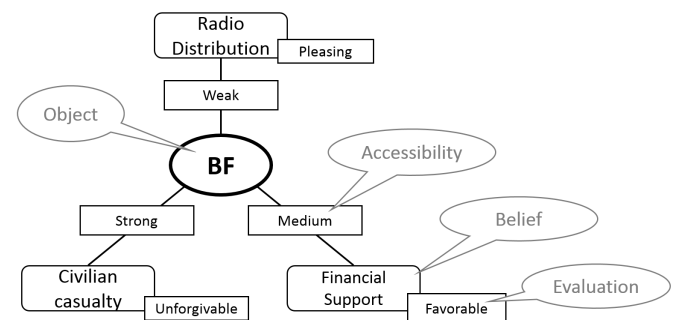 Radio
Distribution
Pleasing
Weak
Object
BF
Accessibility
Strong
Medium
Belief
Civilian
casualty
Unforgivable
Financial
Support
Favorable
Evaluation